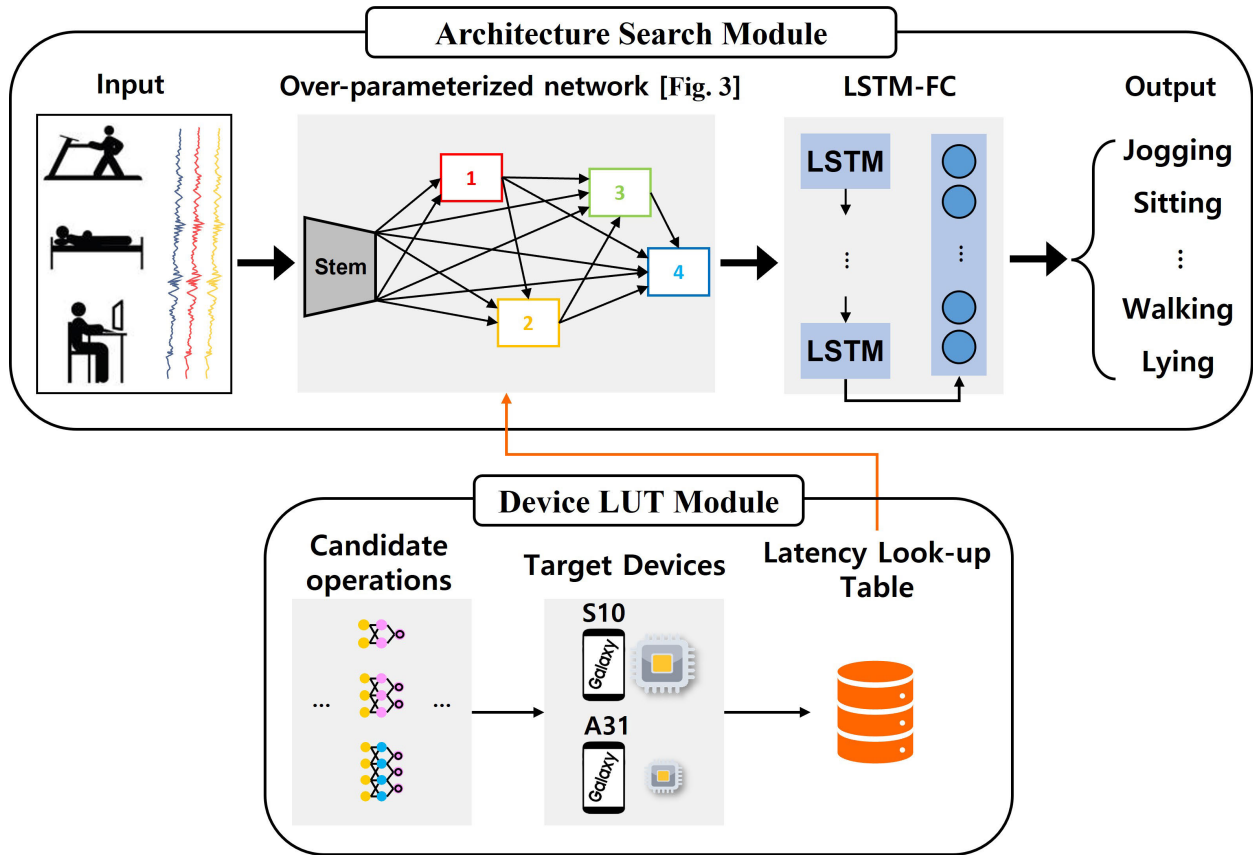 Architecture Search Module
Input
Over-parameterized network [Fig. 3]
LSTM-FC
Output
Stem
1
2
3
4
LSTM
⋮
LSTM
⋮
Jogging
Sitting
⋮
Walking
Lying
Device LUT Module
Candidate
operations
... ...
Target Devices
S10
Galaxy
A31
Galaxy
Latency Look-up
Table